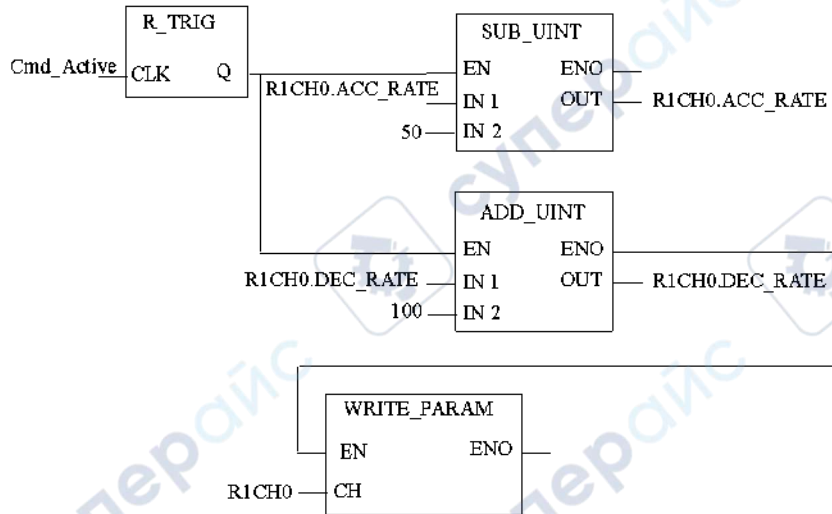 R_TRIG
Cmd_Active CLK Q
SUB_UINT
EN ENO
R1CH0.ACC_RATE IN 1 OUT R1CH0.ACC_RATE
50 IN 2
ADD_UINT
EN ENO
R1CH0.DEC_RATE IN 1 OUT R1CH0.DEC_RATE
100 IN 2
WRITE_PARAM
EN ENO
R1CH0 CH
суперайс